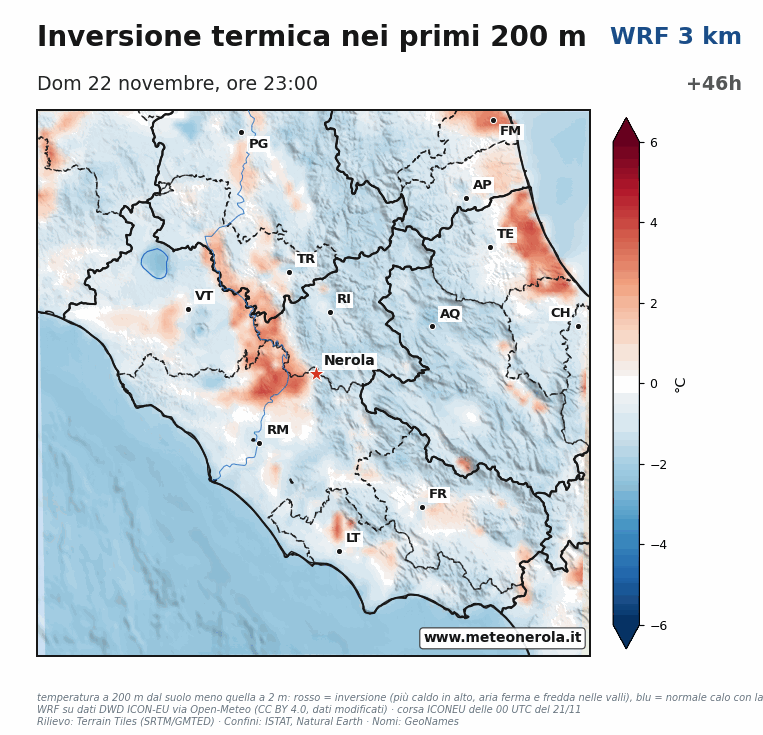 Inversione termica nei primi 200 m WRF 3 km
Dom 22 novembre, ore 23:00 +46h
FM
PG
AP
TE
TR
VT
RI
AQ
CH
Nerola
RM
FR
LT
www.meteonerola.it
6
4
2
0
−2
−4
−6
°C
temperatura a 200 m dal suolo meno quella a 2 m: rosso = inversione (più caldo in alto, aria ferma e fredda nelle valli), blu = normale calo con la
WRF su dati DWD ICON-EU via Open-Meteo (CC BY 4.0, dati modificati) · corsa ICONEU delle 00 UTC del 21/11
Rilievo: Terrain Tiles (SRTM/GMTED) · Confini: ISTAT, Natural Earth · Nomi: GeoNames